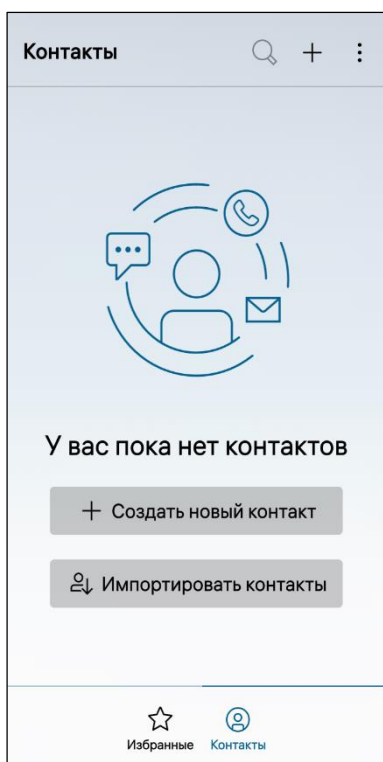 Контакты
У вас пока нет контактов
+ Создать новый контакт
Импортировать контакты
Избранные
Контакты